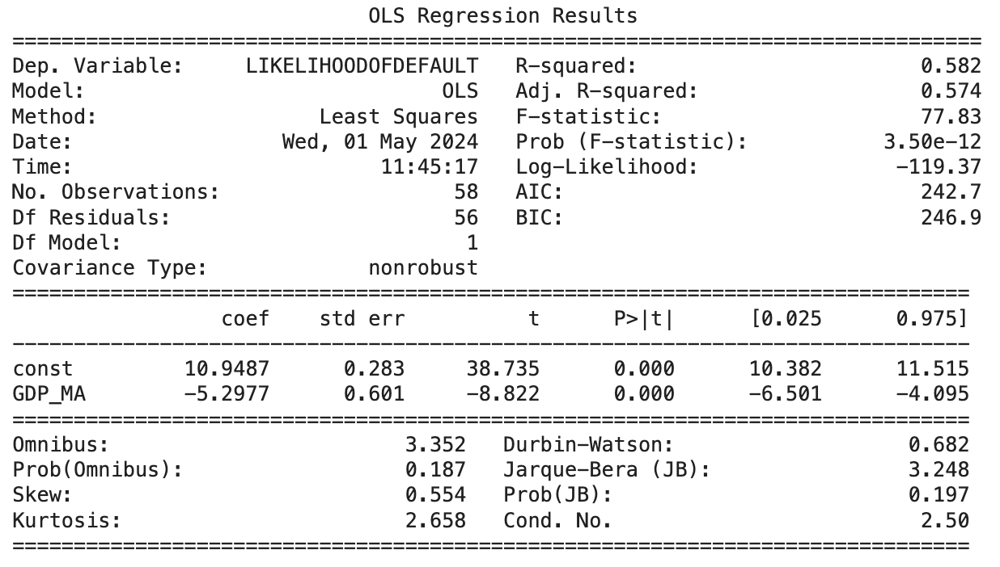 OLS Regression Results
==============================================================================
Dep. Variable: LIKELIHOODOFDEFAULT R-squared: 0.582
Model: OLS Adj. R-squared: 0.574
Method: Least Squares F-statistic: 77.83
Date: Wed, 01 May 2024 Prob (F-statistic): 3.50e-12
Time: 11:45:17 Log-Likelihood: -119.37
No. Observations: 58 AIC: 242.7
Df Residuals: 56 BIC: 246.9
Df Model: 1
Covariance Type: nonrobust
==============================================================================
coef std err t P>|t| [0.025 0.975]
------------------------------------------------------------------------------
const 10.9487 0.283 38.735 0.000 10.382 11.515
GDP_MA -5.2977 0.601 -8.822 0.000 -6.501 -4.095
==============================================================================
Omnibus: 3.352 Durbin-Watson: 0.682
Prob(Omnibus): 0.187 Jarque-Bera (JB): 3.248
Skew: 0.554 Prob(JB): 0.197
Kurtosis: 2.658 Cond. No. 2.50
==============================================================================